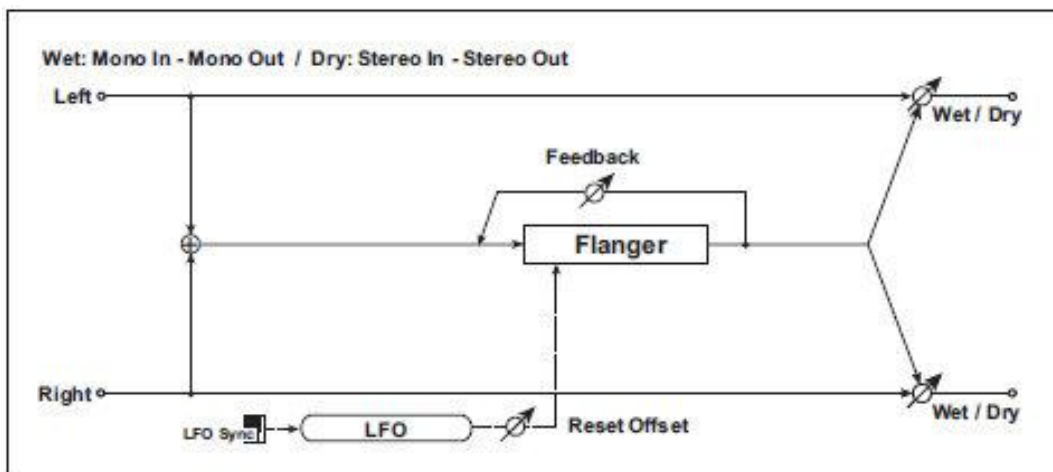 Wet: Mono In - Mono Out / Dry: Stereo In - Stereo Out
Left
Wet / Dry
Feedback
Flanger
Right
Wet / Dry
LFO Sync
LFO
Reset Offset